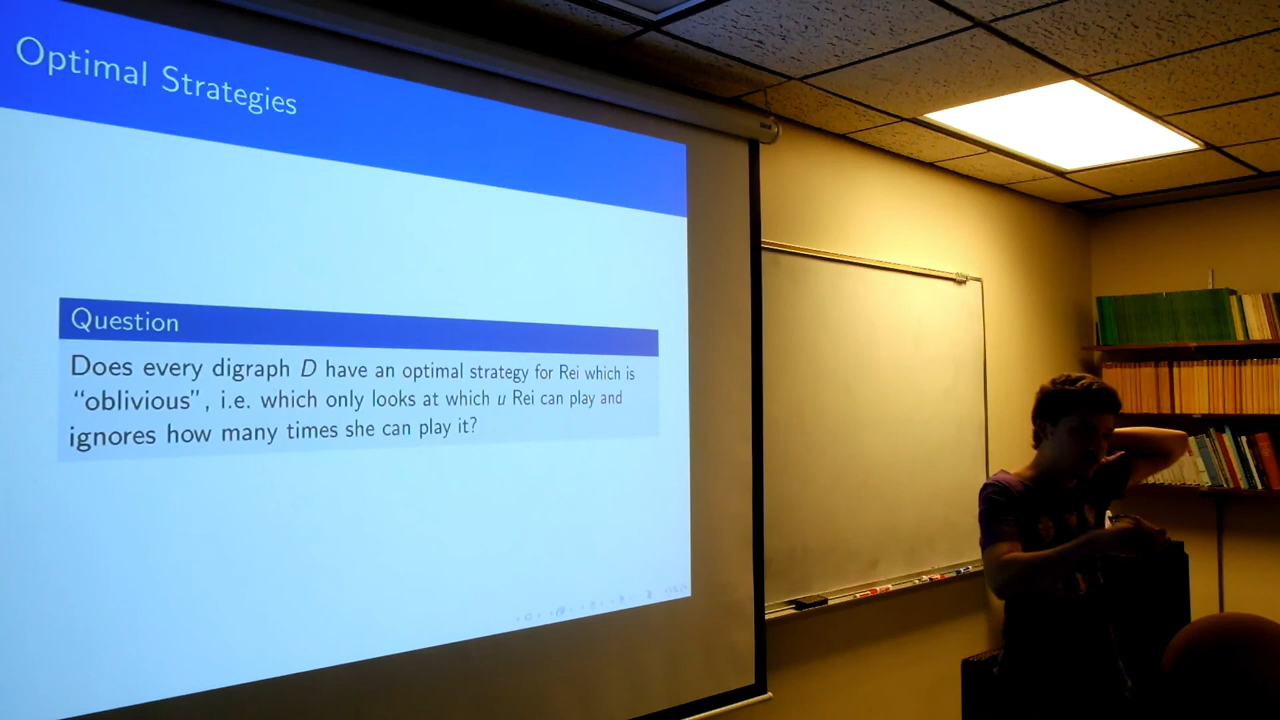 Optimal Strategies
Question
Does every digraph D have an optimal strategy for Rei which is
“oblivious”, i.e. which only looks at which u Rei can play and
ignores how many times she can play it?